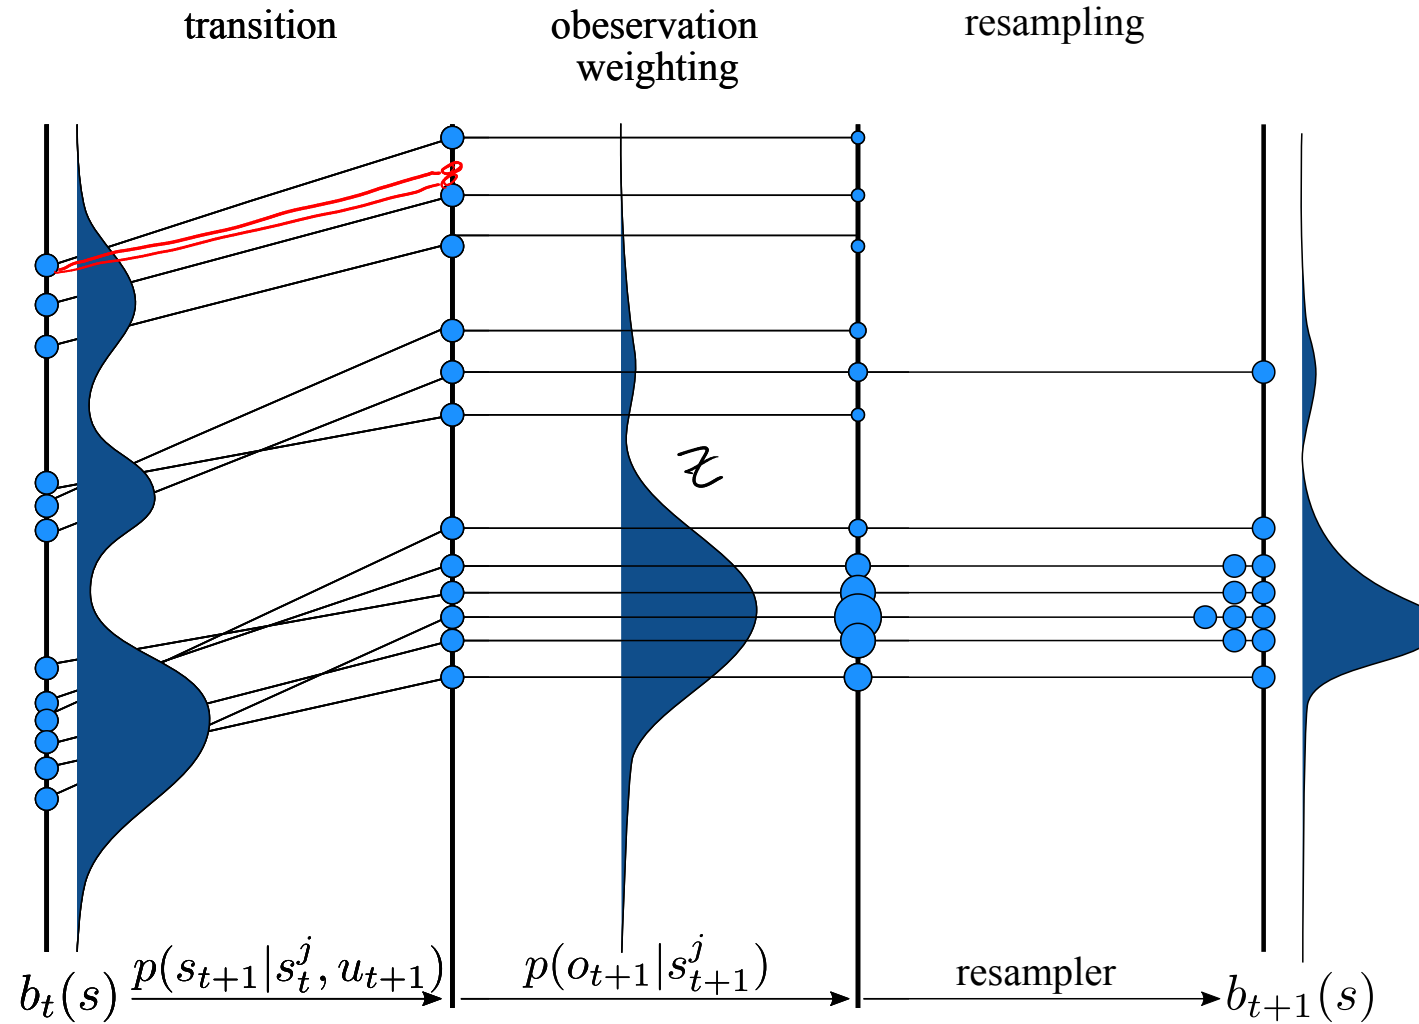 transition
obeservation
weighting
resampling
z
b_t(s)
p(s_{t+1}|s_t^j, u_{t+1})
p(o_{t+1}|s_{t+1}^j)
resampler
b_{t+1}(s)